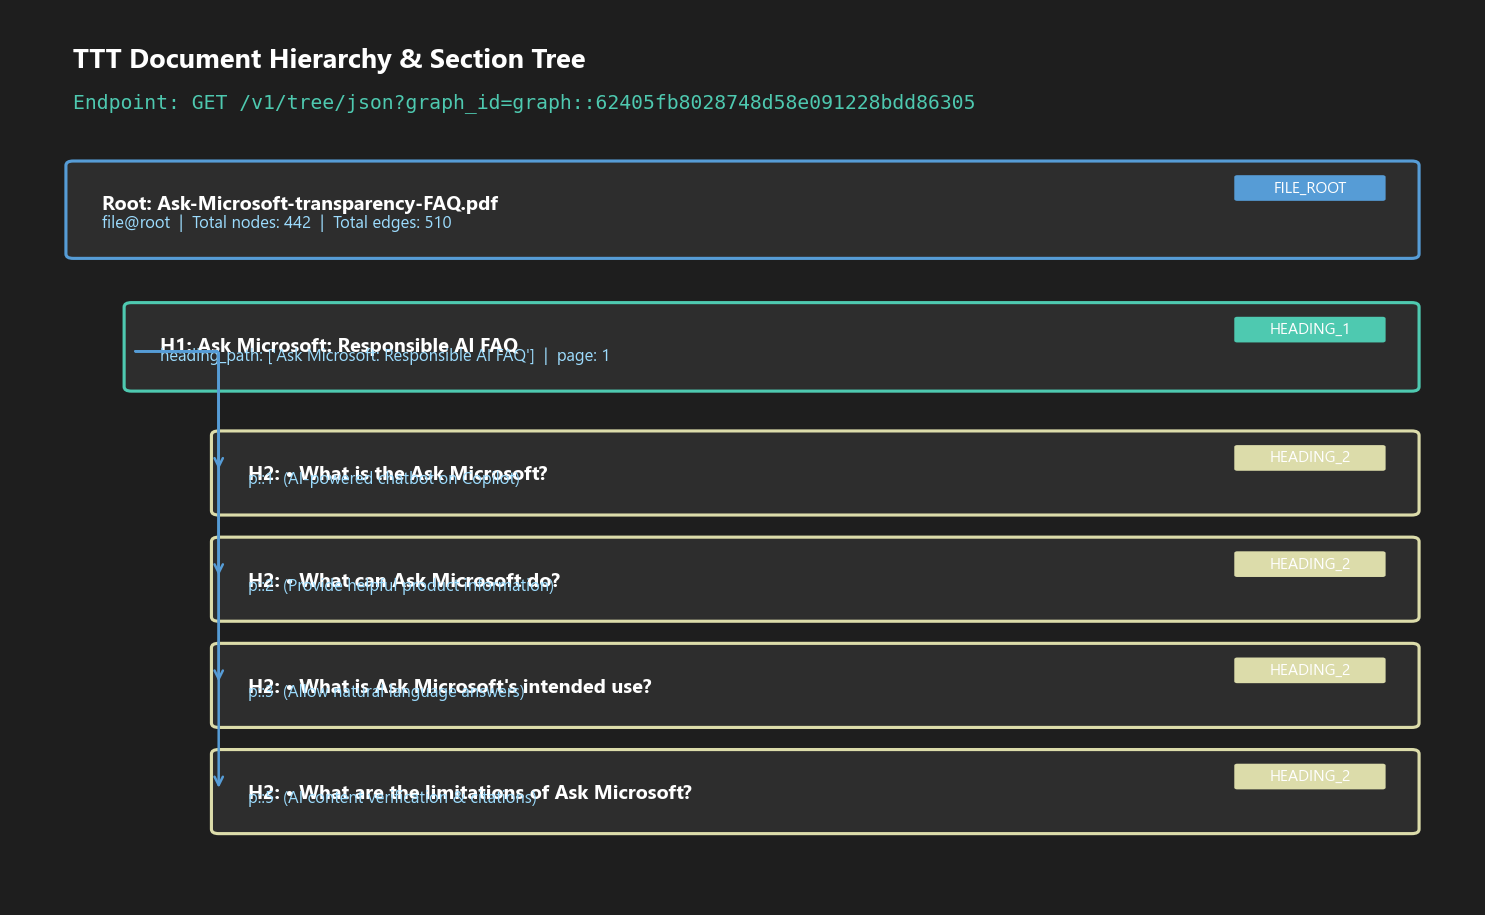 TTT Document Hierarchy & Section Tree
Endpoint: GET /v1/tree/json?graph_id=graph::62405fb8028748d58e091228bdd86305
FILE_ROOT
Root: Ask-Microsoft-transparency-FAQ.pdf
file@root | Total nodes: 442 | Total edges: 510
HEADING_1
H1: Ask Microsoft: Responsible AI FAQ
heading_path: ['Ask Microsoft: Responsible AI FAQ'] | page: 1
HEADING_2
H2: • What is the Ask Microsoft?
(AI-powered chatbot on Copilot)
HEADING_2
H2: • What can Ask Microsoft do?
(Provide helpful product information)
HEADING_2
H2: • What is Ask Microsoft's intended use?
(Allow natural language answers)
HEADING_2
H2: • What are the limitations of Ask Microsoft?
(AI content verification & citations)